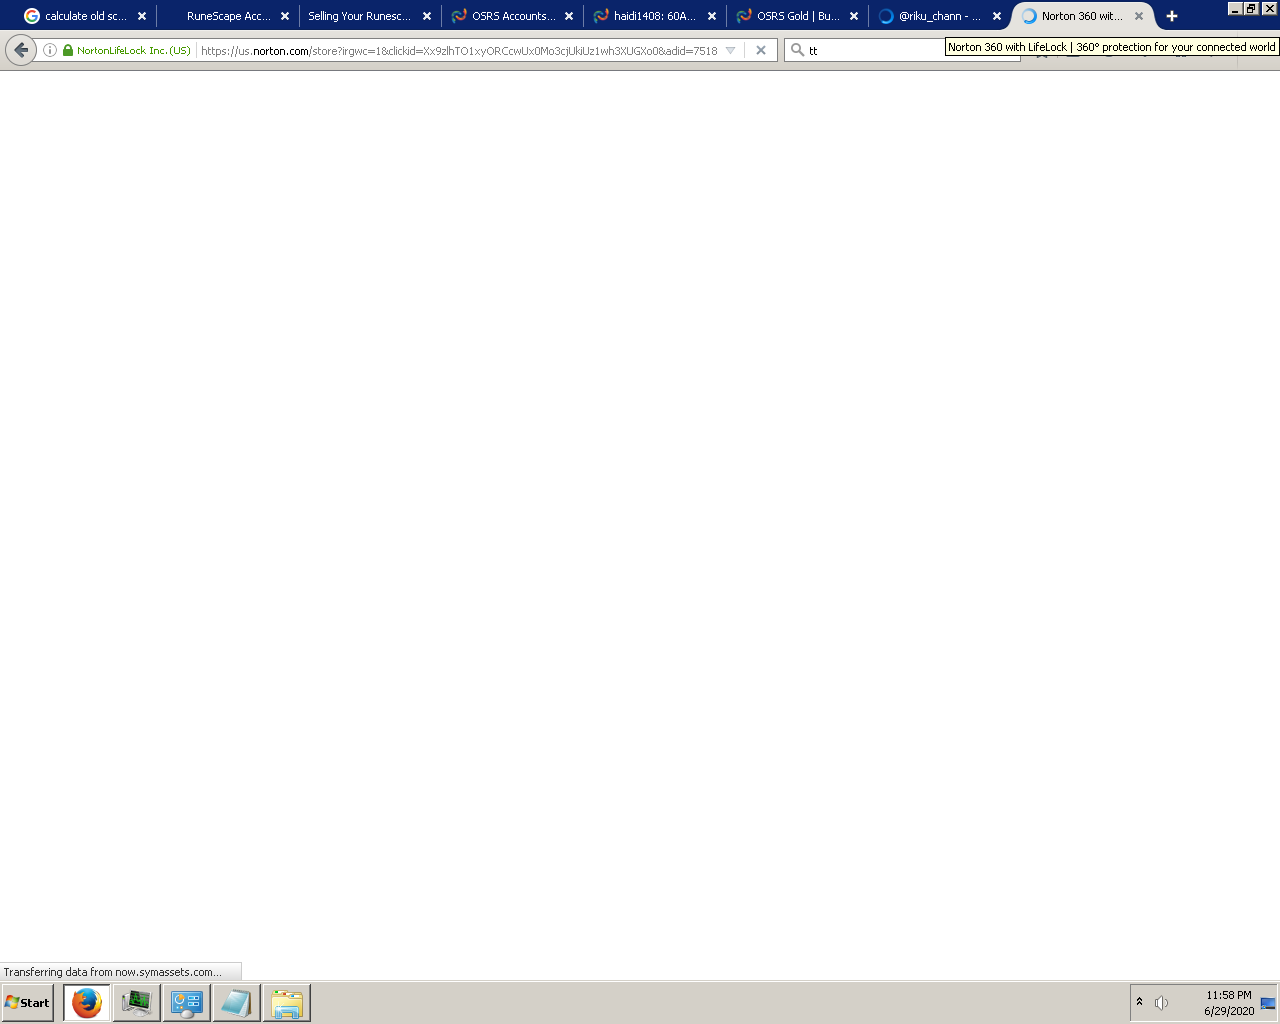 calculate old sc...
RuneScape Acc...
Selling Your Runesc...
OSRS Accounts...
haidi1408: 60A...
OSRS Gold | Bu...
@riku_chann - ...
Norton 360 wit...
NortonLifeLock Inc. (US)
https://us.norton.com/store?irgwc=1&clickid=Xx9zlhTO1xyORCcwUx0Mo3cjUkiUz1wh3XUGXo0&adid=7518
tt
Norton 360 with LifeLock | 360° protection for your connected world
Transferring data from now.symassets.com...
Start
11:58 PM
6/29/2020